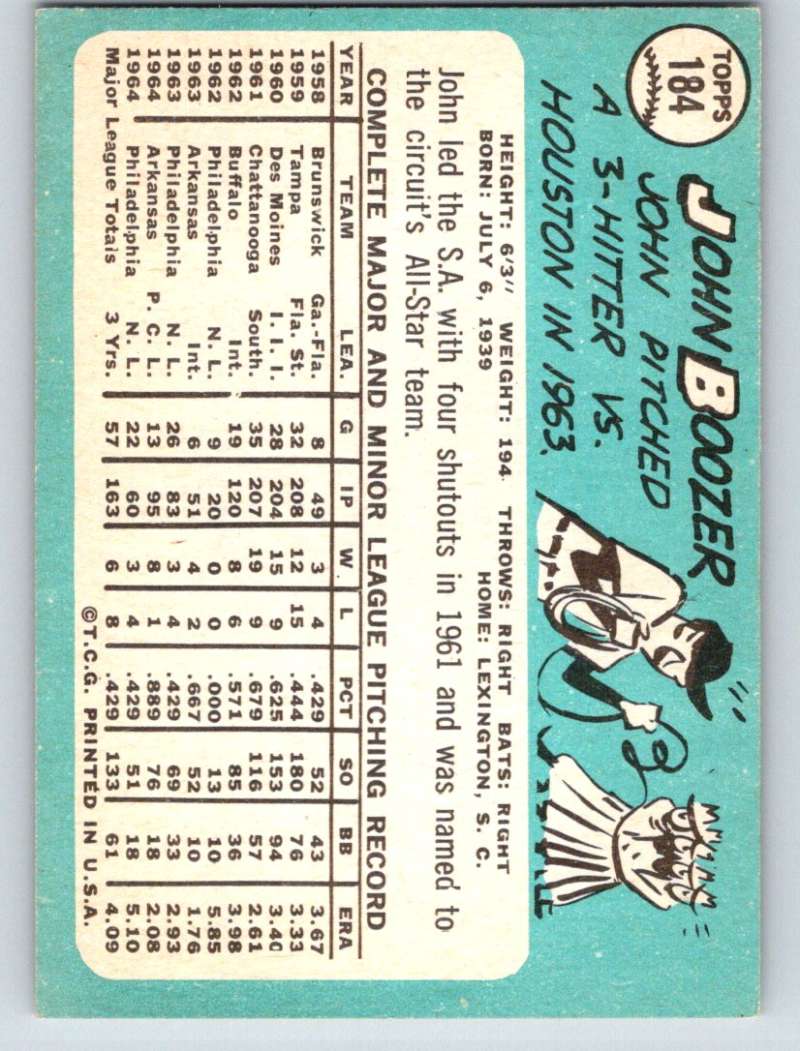 TOPPS
184
JOHN BOOZER
JOHN PITCHED
A 3-HITTER VS.
HOUSTON IN 1963.
HEIGHT: 6'3" WEIGHT: 194 THROWS: RIGHT BATS: RIGHT
BORN: JULY 6, 1939 HOME: LEXINGTON, S. C.
John led the S.A. with four shutouts in 1961 and was named to
the circuit's All-Star team.
COMPLETE MAJOR AND MINOR LEAGUE PITCHING RECORD
YEAR TEAM LEA. G IP W L PCT SO BB ERA
1958 Brunswick Ga.-Fla. 8 49 3 4 .429 52 43 3.67
1959 Tampa Fla. St. 32 208 12 15 .444 180 76 3.33
1960 Des Moines I. I. I. 28 204 15 9 .625 153 94 3.40
1961 Chattanooga South. 35 207 19 9 .679 116 57 2.61
1962 Buffalo Int. 19 120 8 6 .571 85 36 3.98
1962 Philadelphia N. L. 9 20 0 0 .000 13 10 5.85
1963 Arkansas Int. 6 51 4 2 .667 52 10 1.76
1963 Philadelphia N. L. 26 83 3 4 .429 69 33 2.93
1964 Arkansas P. C. L. 13 95 8 1 .889 76 18 2.08
1964 Philadelphia N. L. 22 60 3 4 .429 51 18 5.10
Major League Totals 3 Yrs. 57 163 6 8 .429 133 61 4.09
©T.C.G. PRINTED IN U.S.A.